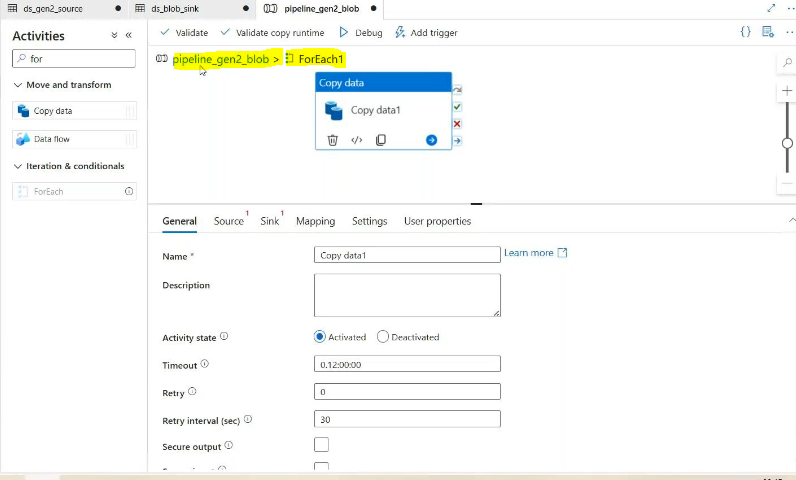 ds_gen2_source ds_blob_sink pipeline_gen2_blob
Activities
Validate Validate copy runtime Debug Add trigger
for
pipeline_gen2_blob > ForEach1
Move and transform
Copy data
Data flow
Iteration & conditionals
ForEach
Copy data
Copy data1
General Source 1 Sink 1 Mapping Settings User properties
Name * Copy data1 Learn more
Description
Activity state Activated Deactivated
Timeout 0.12:00:00
Retry 0
Retry interval (sec) 30
Secure output